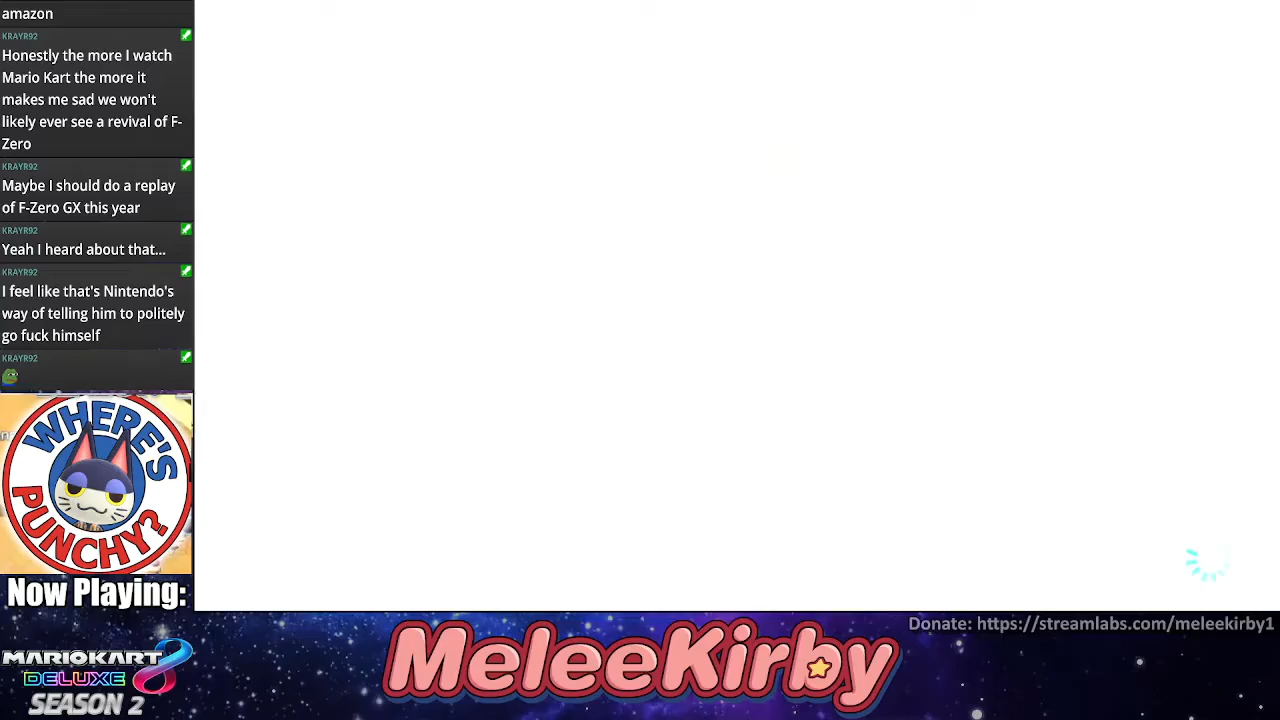 amazon
KRAYR92
Honestly the more I watch
Mario Kart the more it
makes me sad we won't
likely ever see a revival of F-
Zero
KRAYR92
Maybe I should do a replay
of F-Zero GX this year
KRAYR92
Yeah I heard about that...
KRAYR92
I feel like that's Nintendo's
way of telling him to politely
go fuck himself
KRAYR92
WHERE'S
PUNCHY?
Now Playing:
MARIOKART 8
DELUXE
SEASON 2
MeleeKirby
Donate: https://streamlabs.com/meleekirby1